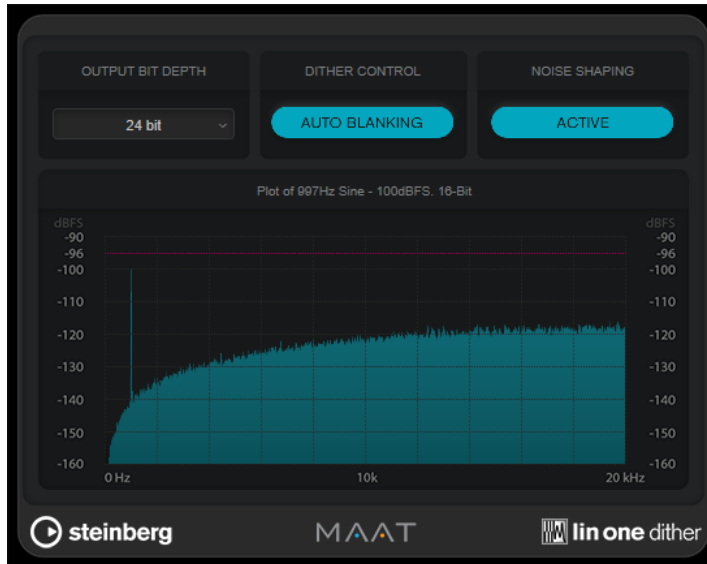 OUTPUT BIT DEPTH
DITHER CONTROL
NOISE SHAPING
24 bit
AUTO BLANKING
ACTIVE
Plot of 997Hz Sine - 100dBFS. 16-Bit
dBFS dBFS
-90 -90
-96 -96
-100 -100
-110 -110
-120 -120
-130 -130
-140 -140
-150 -150
-160 -160
0 Hz 10k 20 kHz
steinberg
MAAT
lin one dither